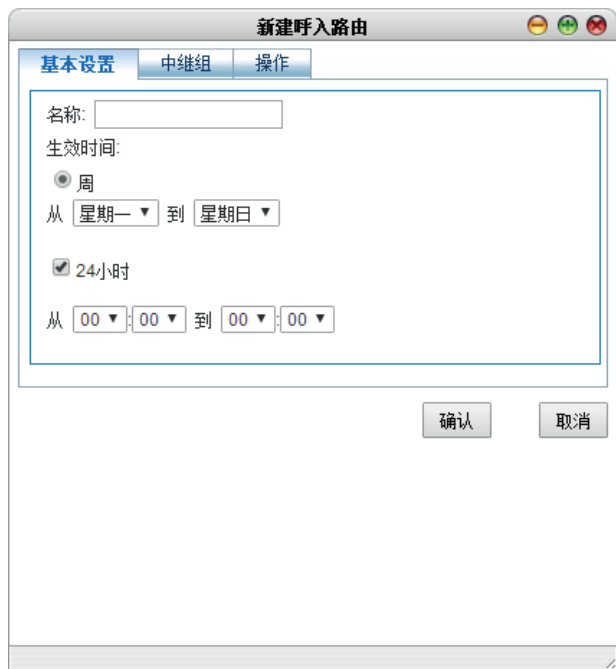 新建呼入路由
基本设置 中继组 操作
名称:
生效时间:
周
从 星期一 到 星期日
24小时
从 00 : 00 到 00 : 00
确认 取消